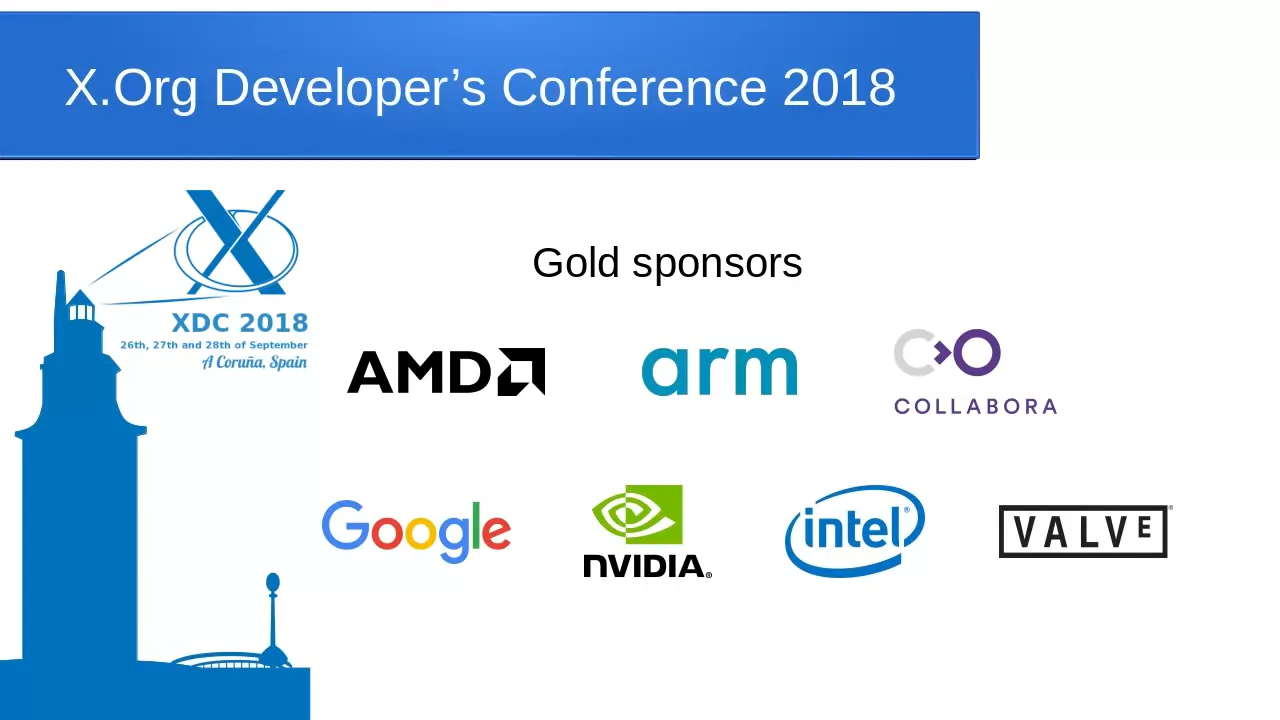 X.Org Developer’s Conference 2018
XDC 2018
26th, 27th and 28th of September
A Coruña, Spain
Gold sponsors
AMD
arm
COLLABORA
Google
NVIDIA®
intel®
VALVE®